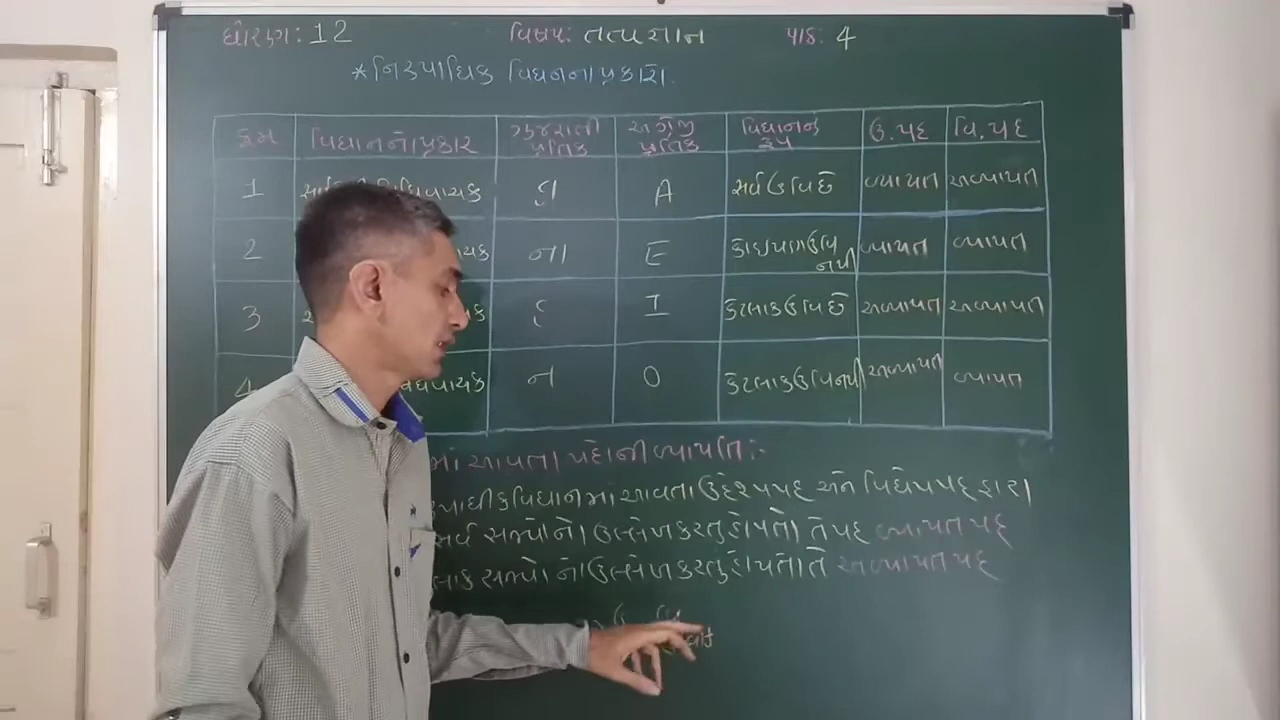 ધોરણ: 12 વિષય: તત્વજ્ઞાન પાઠ: 4
*નિરુપાધિક વિધાનના પ્રકારો.
ક્રમ વિધાનનો પ્રકાર ગુજરાતી પ્રતિક અંગ્રેજી પ્રતિક વિધાનનું રૂપ ઉ.પદ વિ.પદ
1 વિધાયક A સર્વ ઉ વિ છે વ્યાપ્ત અવ્યાપ્ત
2 ના E કોઇપણ ઉ વિ નથી વ્યાપ્ત વ્યાપ્ત
3 I કેટલાક ઉ વિ છે અવ્યાપ્ત અવ્યાપ્ત
4 ન O કેટલાક ઉ વિ નથી અવ્યાપ્ત વ્યાપ્ત
માં આવતા પદોની વ્યાપ્તિ:-
વિધાનમાં આવતા ઉદ્દેશ્યપદ અને વિધેયપદ દ્વારા
સર્વ સભ્યોનો ઉલ્લેખ કરતુ હોય તો તે પદ વ્યાપ્ત પદ
સભ્યોનો ઉલ્લેખ કરતું હોય તો તે અવ્યાપ્ત પદ